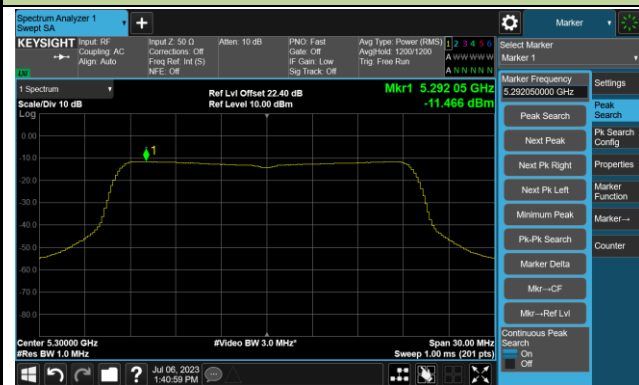 Spectrum Analyzer 1
Swept SA
+
Marker
KEYSIGHT
Input: RF
Coupling: AC
Align: Auto
Input Z: 50 Ω
Corrections: Off
Freq Ref: Int (S)
NFE: Off
Atten: 10 dB
PNO: Fast
Gate: Off
IF Gain: Low
Sig Track: Off
Avg Type: Power (RMS)
Avg|Hold: 1200/1200
Trig: Free Run
1 2 3 4 5 6
A W W W W W
A N N N N N
LXI
Select Marker
Marker 1
1 Spectrum
Scale/Div 10 dB
Log
Ref Lvl Offset 22.40 dB
Ref Level 10.00 dBm
Mkr1 5.292 05 GHz
-11.466 dBm
1
0.00
-10.0
-20.0
-30.0
-40.0
-50.0
-60.0
-70.0
-80.0
Center 5.30000 GHz
#Res BW 1.0 MHz
#Video BW 3.0 MHz*
Span 30.00 MHz
Sweep 1.00 ms (201 pts)
Marker Frequency
5.292050000 GHz
Peak Search
Next Peak
Next Pk Right
Next Pk Left
Minimum Peak
Pk-Pk Search
Marker Delta
Mkr→CF
Mkr→Ref Lvl
Continuous Peak
Search
On
Off
Settings
Peak
Search
Pk Search
Config
Properties
Marker
Function
Marker→
Counter
?
Jul 06, 2023
1:40:59 PM